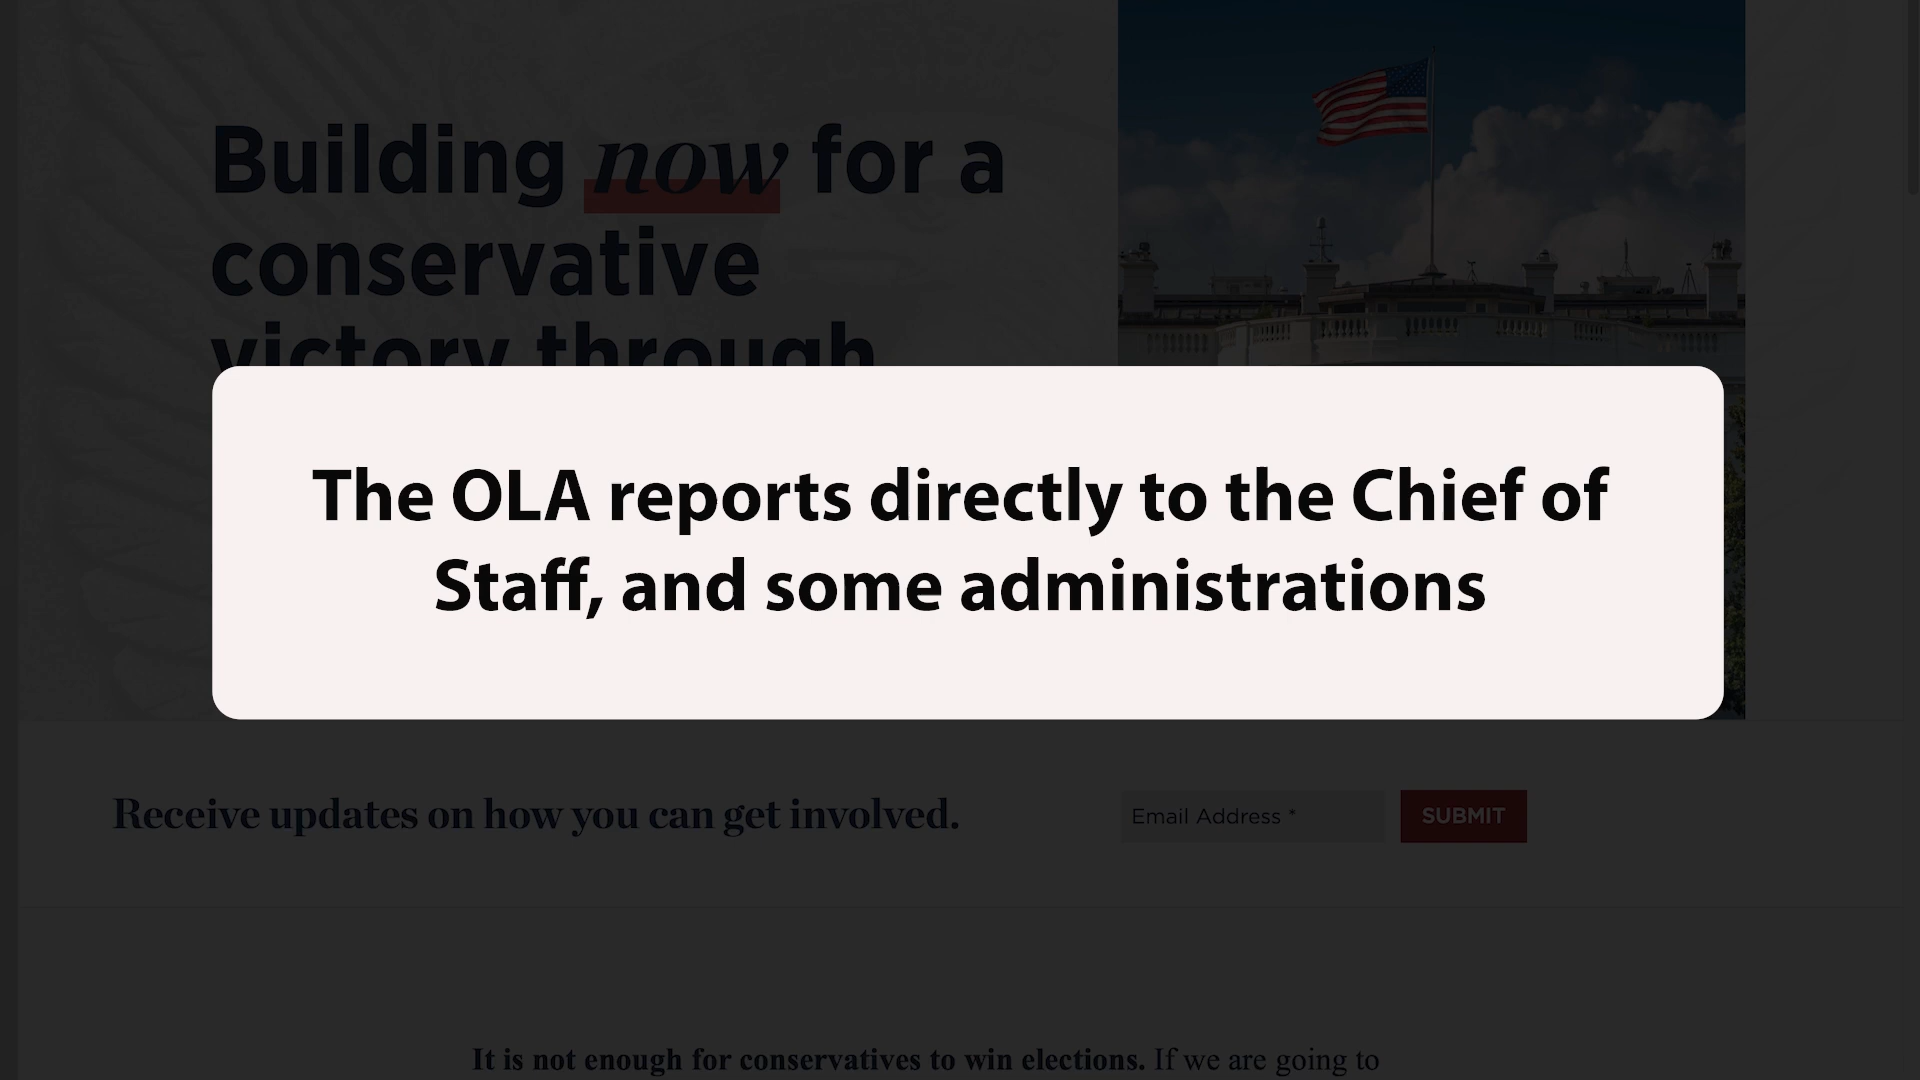 Building now for a
conservative
victory through
The OLA reports directly to the Chief of
Staff, and some administrations
Receive updates on how you can get involved.
Email Address *
SUBMIT
It is not enough for conservatives to win elections. If we are going to